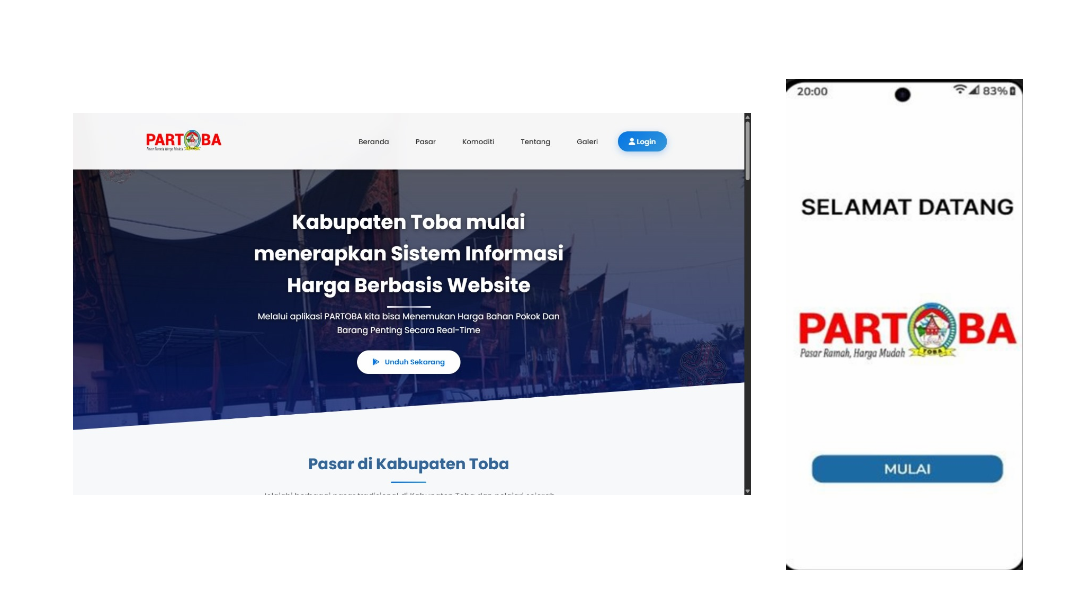 PARTOBA
Beranda Pasar Komoditi Tentang Galeri Login
Kabupaten Toba mulai
menerapkan Sistem Informasi
Harga Berbasis Website
Melalui aplikasi PARTOBA kita bisa Menemukan Harga Bahan Pokok Dan
Barang Penting Secara Real-Time
Unduh Sekarang
Pasar di Kabupaten Toba
20:00 83%
SELAMAT DATANG
PARTOBA
Pasar Ramah, Harga Mudah
TOBA
MULAI